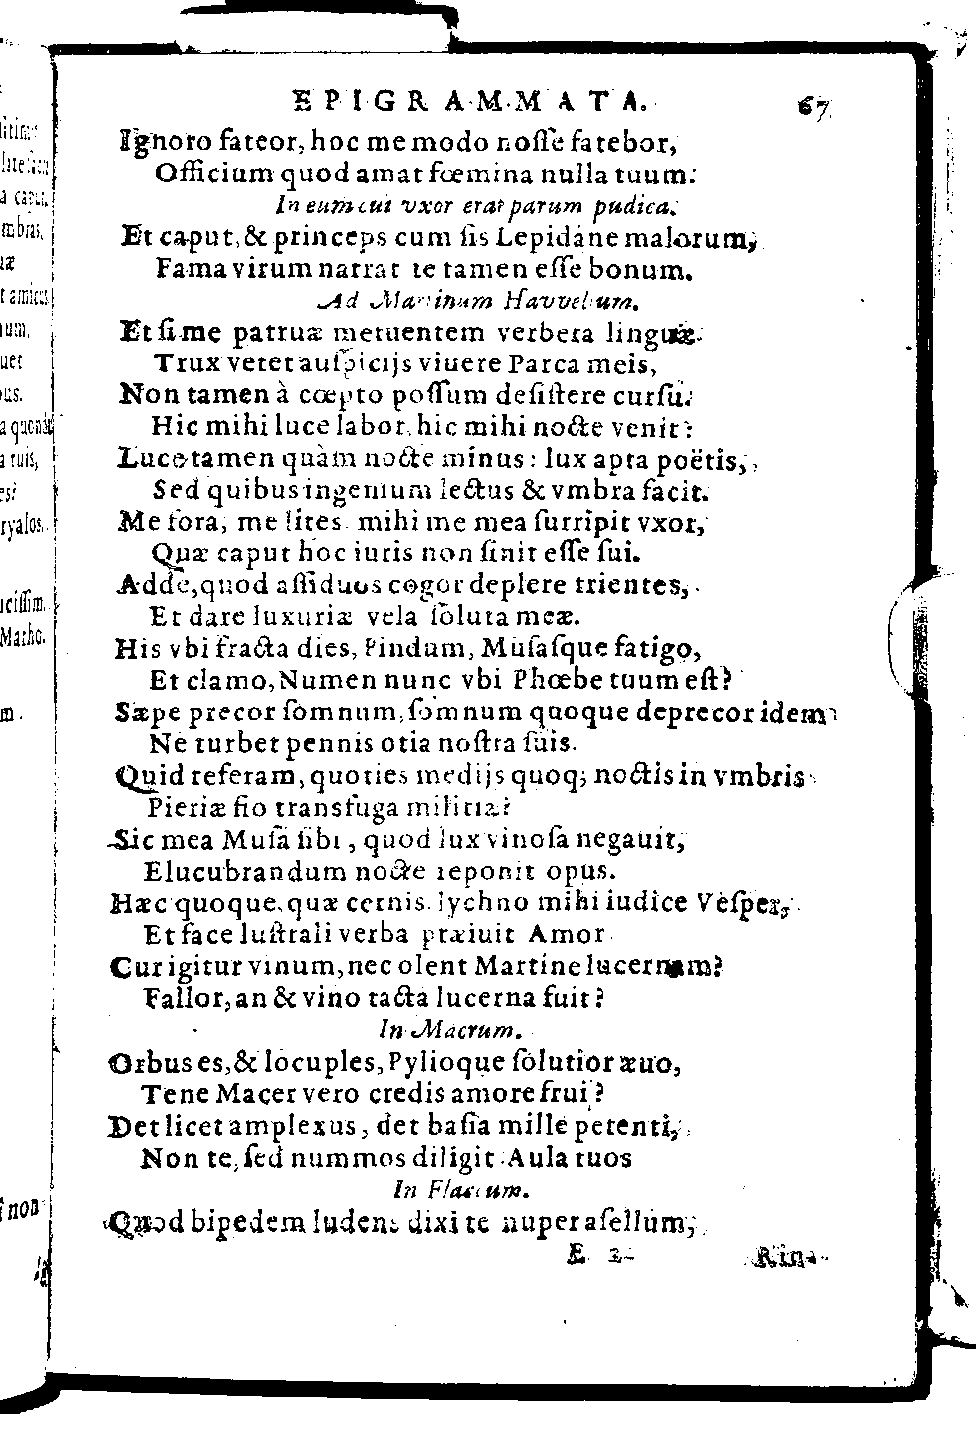 EPIGRAMMATA. 67
Ignoro fateor, hoc me modo noſſe fatebor,
Officium quod amat fœmina nulla tuum.
In eum cui vxor erat parum pudica.
Et caput, & princeps cum ſis Lepidane malorum,
Fama virum narrat te tamen eſſe bonum.
Ad Martinum Havvelium.
Et ſi me patruæ metuentem verbera linguæ
Trux vetet auſpicijs viuere Parca meis,
Non tamen à cœpto poſſum deſiſtere curſu:
Hic mihi luce labor, hic mihi nocte venit:
Luce tamen quàm nocte minus: lux apta poëtis,
Sed quibus ingenium lectus & vmbra facit.
Me fora, me lites, mihi me mea ſurripit vxor,
Quæ caput hoc iuris non ſinit eſſe ſui.
Adde, quod aſſiduos cogor deplere trientes,
Et dare luxuriæ vela ſoluta meæ.
His vbi fracta dies, Pindum, Muſaſque fatigo,
Et clamo, Numen nunc vbi Phœbe tuum eſt?
Sæpe precor ſomnum, ſomnum quoque deprecor idem
Ne turbet pennis otia noſtra ſuis.
Quid referam, quoties medijs quoq; noctis in vmbris
Pieriæ fio transfuga militiæ?
Sic mea Muſa ſibi, quod lux vinoſa negauit,
Elucubrandum nocte reponit opus.
Hæc quoque, quæ cernis, lychno mihi iudice Veſper,
Et face luſtrali verba præiuit Amor
Cur igitur vinum, nec olent Martine lucernam?
Fallor, an & vino tacta lucerna fuit?
In Macrum.
Orbus es, & locuples, Pylioque ſolutior æuo,
Tene Macer vero credis amore frui?
Det licet amplexus, det baſia mille petenti,
Non te, ſed nummos diligit Aula tuos
In Flaccum.
Quod bipedem ludens dixi te nuper aſellum,
E 2 Rin-